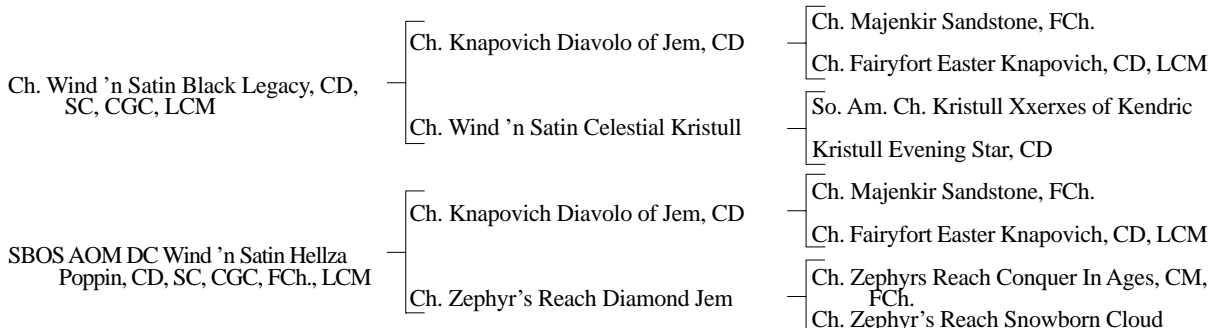 Ch. Majenkir Sandstone, FCh.
Ch. Knapovich Diavolo of Jem, CD
Ch. Fairyfort Easter Knapovich, CD, LCM
Ch. Wind ’n Satin Black Legacy, CD,
SC, CGC, LCM
So. Am. Ch. Kristull Xxerxes of Kendric
Ch. Wind ’n Satin Celestial Kristull
Kristull Evening Star, CD
Ch. Majenkir Sandstone, FCh.
Ch. Knapovich Diavolo of Jem, CD
Ch. Fairyfort Easter Knapovich, CD, LCM
SBOS AOM DC Wind ’n Satin Hellza
Poppin, CD, SC, CGC, FCh., LCM
Ch. Zephyrs Reach Conquer In Ages, CM,
FCh.
Ch. Zephyr’s Reach Diamond Jem
Ch. Zephyr’s Reach Snowborn Cloud